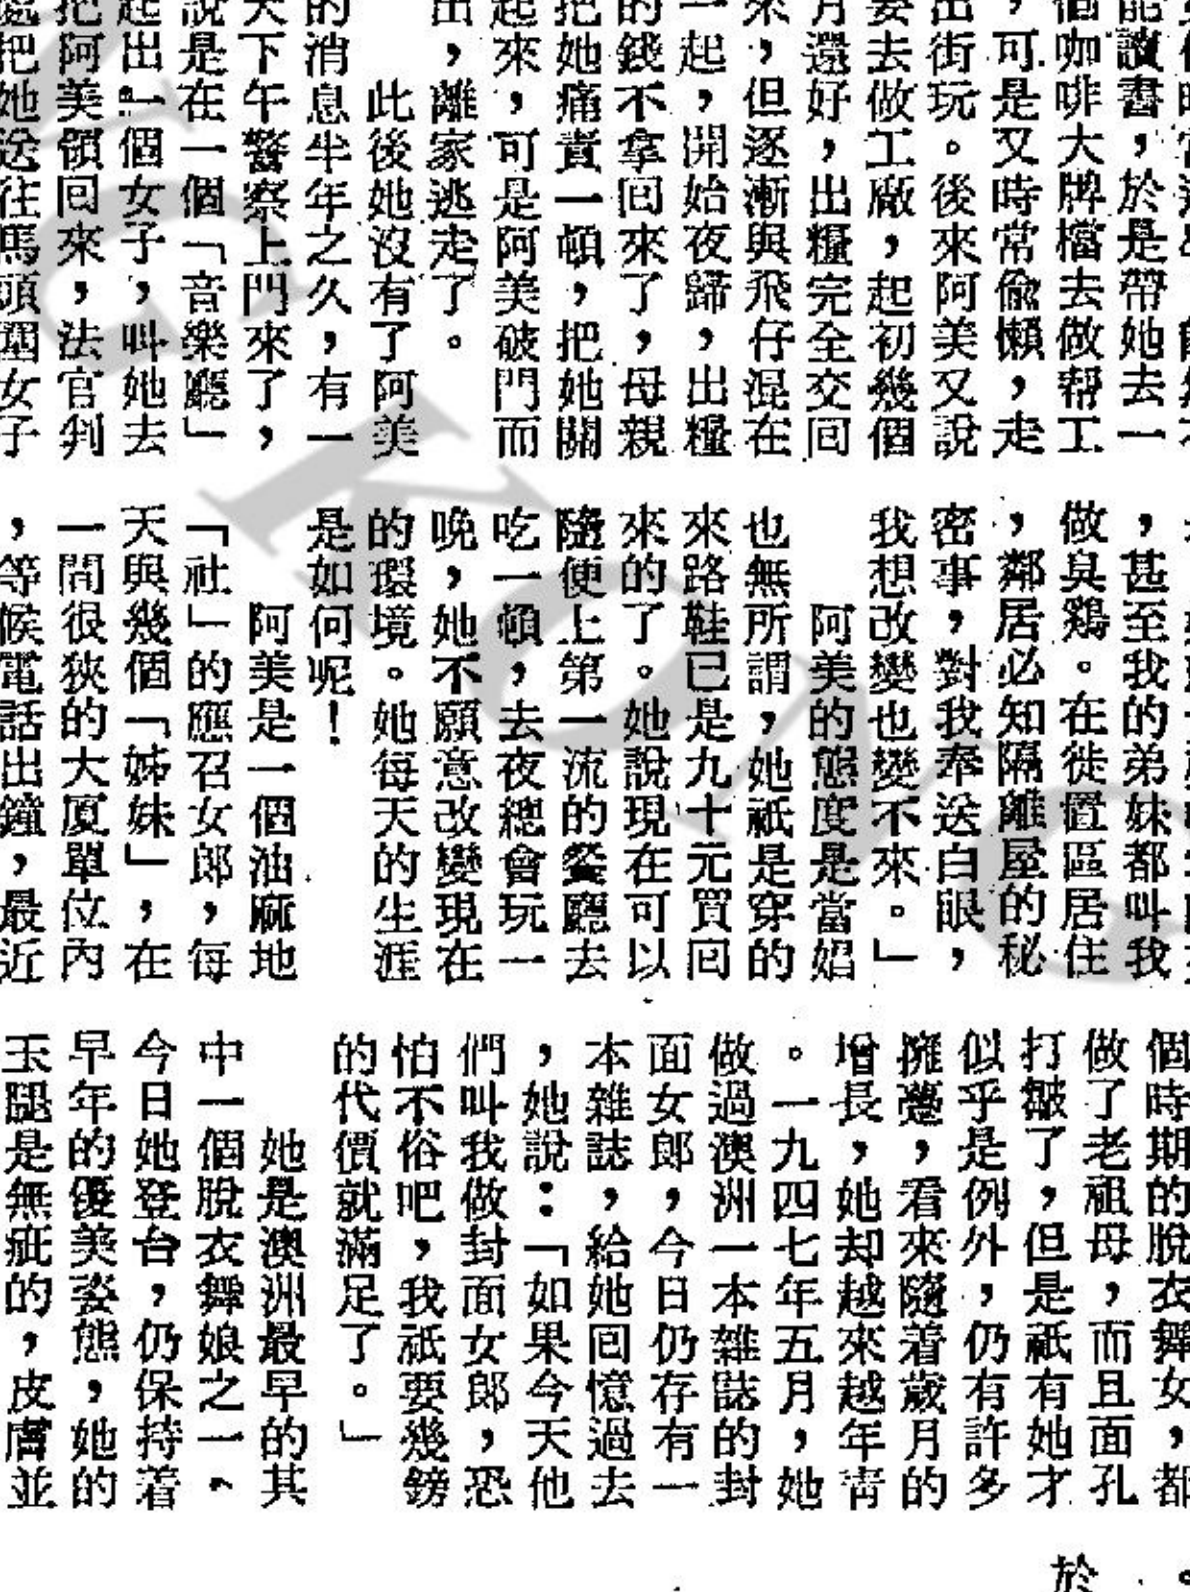 能讀書，於是帶她去一
個咖啡大牌檔去做帮工
，可是又時常偷懶，走
出街玩。後來阿美又說
要去做工廠，起初幾個
月還好，出糧完全交回
來，但逐漸與飛仔混在
一起，開始夜歸，出糧
的錢不拿回來了，母親
把她痛責一頓，把她關
起來，可是阿美破門而
出，離家逃走了。
此後她沒有了阿美
的消息半年之久，有一
天下午警察上門來了，
說是在一個「音樂廳」
起出一個女子，叫她去
把阿美領回來，法官判
處把她送往馬頭圍女子
，甚至我的弟妹都叫我
做臭鷄。在徙置區居住
，鄰居必知隔離屋的秘
密事，對我奉送白眼，
我想改變也變不來。」
阿美的態度是當娼
也無所謂，她祇是穿的
來路鞋已是九十元買回
來的了。她說現在可以
隨便上第一流的餐廳去
吃一頓，去夜總會玩一
晚，她不願意改變現在
的環境。她每天的生涯
是如何呢！
阿美是一個油麻地
「社」的應召女郎，每
天與幾個「姊妹」，在
一間很狹的大厦單位內
，等候電話出鐘，最近
個時期的脫衣舞女，都
做了老祖母，而且面孔
打皺了，但是祇有她才
似乎是例外，仍有許多
擁躉，看來隨着歲月的
增長，她却越來越年靑
。一九四七年五月，她
做過澳洲一本雜誌的封
面女郎，今日仍存有一
本雜誌，給她回憶過去
，她說：「如果今天他
們叫我做封面女郎，恐
怕不俗吧，我祇要幾鎊
的代價就滿足了。」
她是澳洲最早的其
中一個脫衣舞娘之一，
今日她登台，仍保持着
早年的優美姿態，她的
玉腿是無疵的，皮膚並
於
HONG KONG